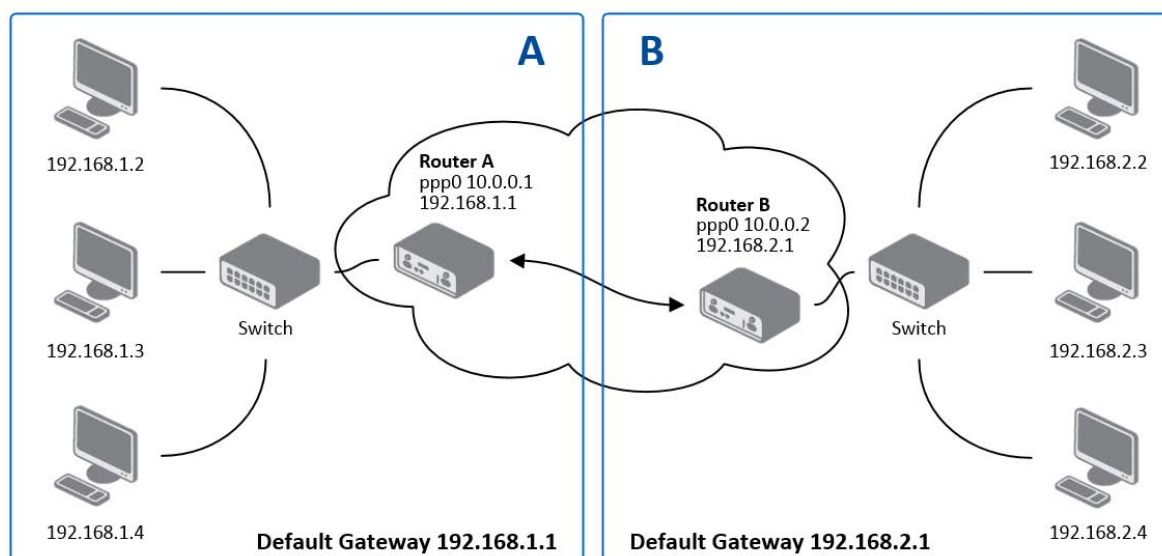 A
B
192.168.1.2
Router A
ppp0 10.0.0.1
192.168.1.1
Router B
ppp0 10.0.0.2
192.168.2.1
192.168.2.2
Switch
Switch
192.168.1.3
192.168.2.3
192.168.1.4
Default Gateway 192.168.1.1
Default Gateway 192.168.2.1
192.168.2.4